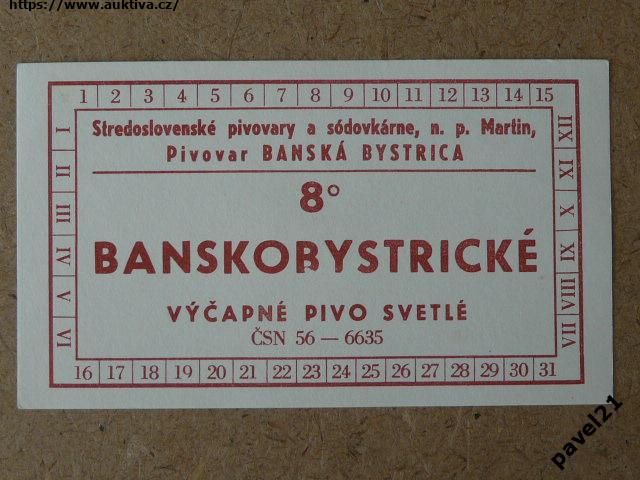 https://www.auktiva.cz/
1 2 3 4 5 6 7 8 9 10 11 12 13 14 15
I II III IV V VI
Stredoslovenské pivovary a sódovkárne, n. p. Martin,
Pivovar BANSKÁ BYSTRICA
8°
BANSKOBYSTRICKÉ
VÝČAPNÉ PIVO SVETLÉ
ČSN 56 — 6635
XII XI X IX VIII VII
16 17 18 19 20 21 22 23 24 25 26 27 28 29 30 31
pavel21